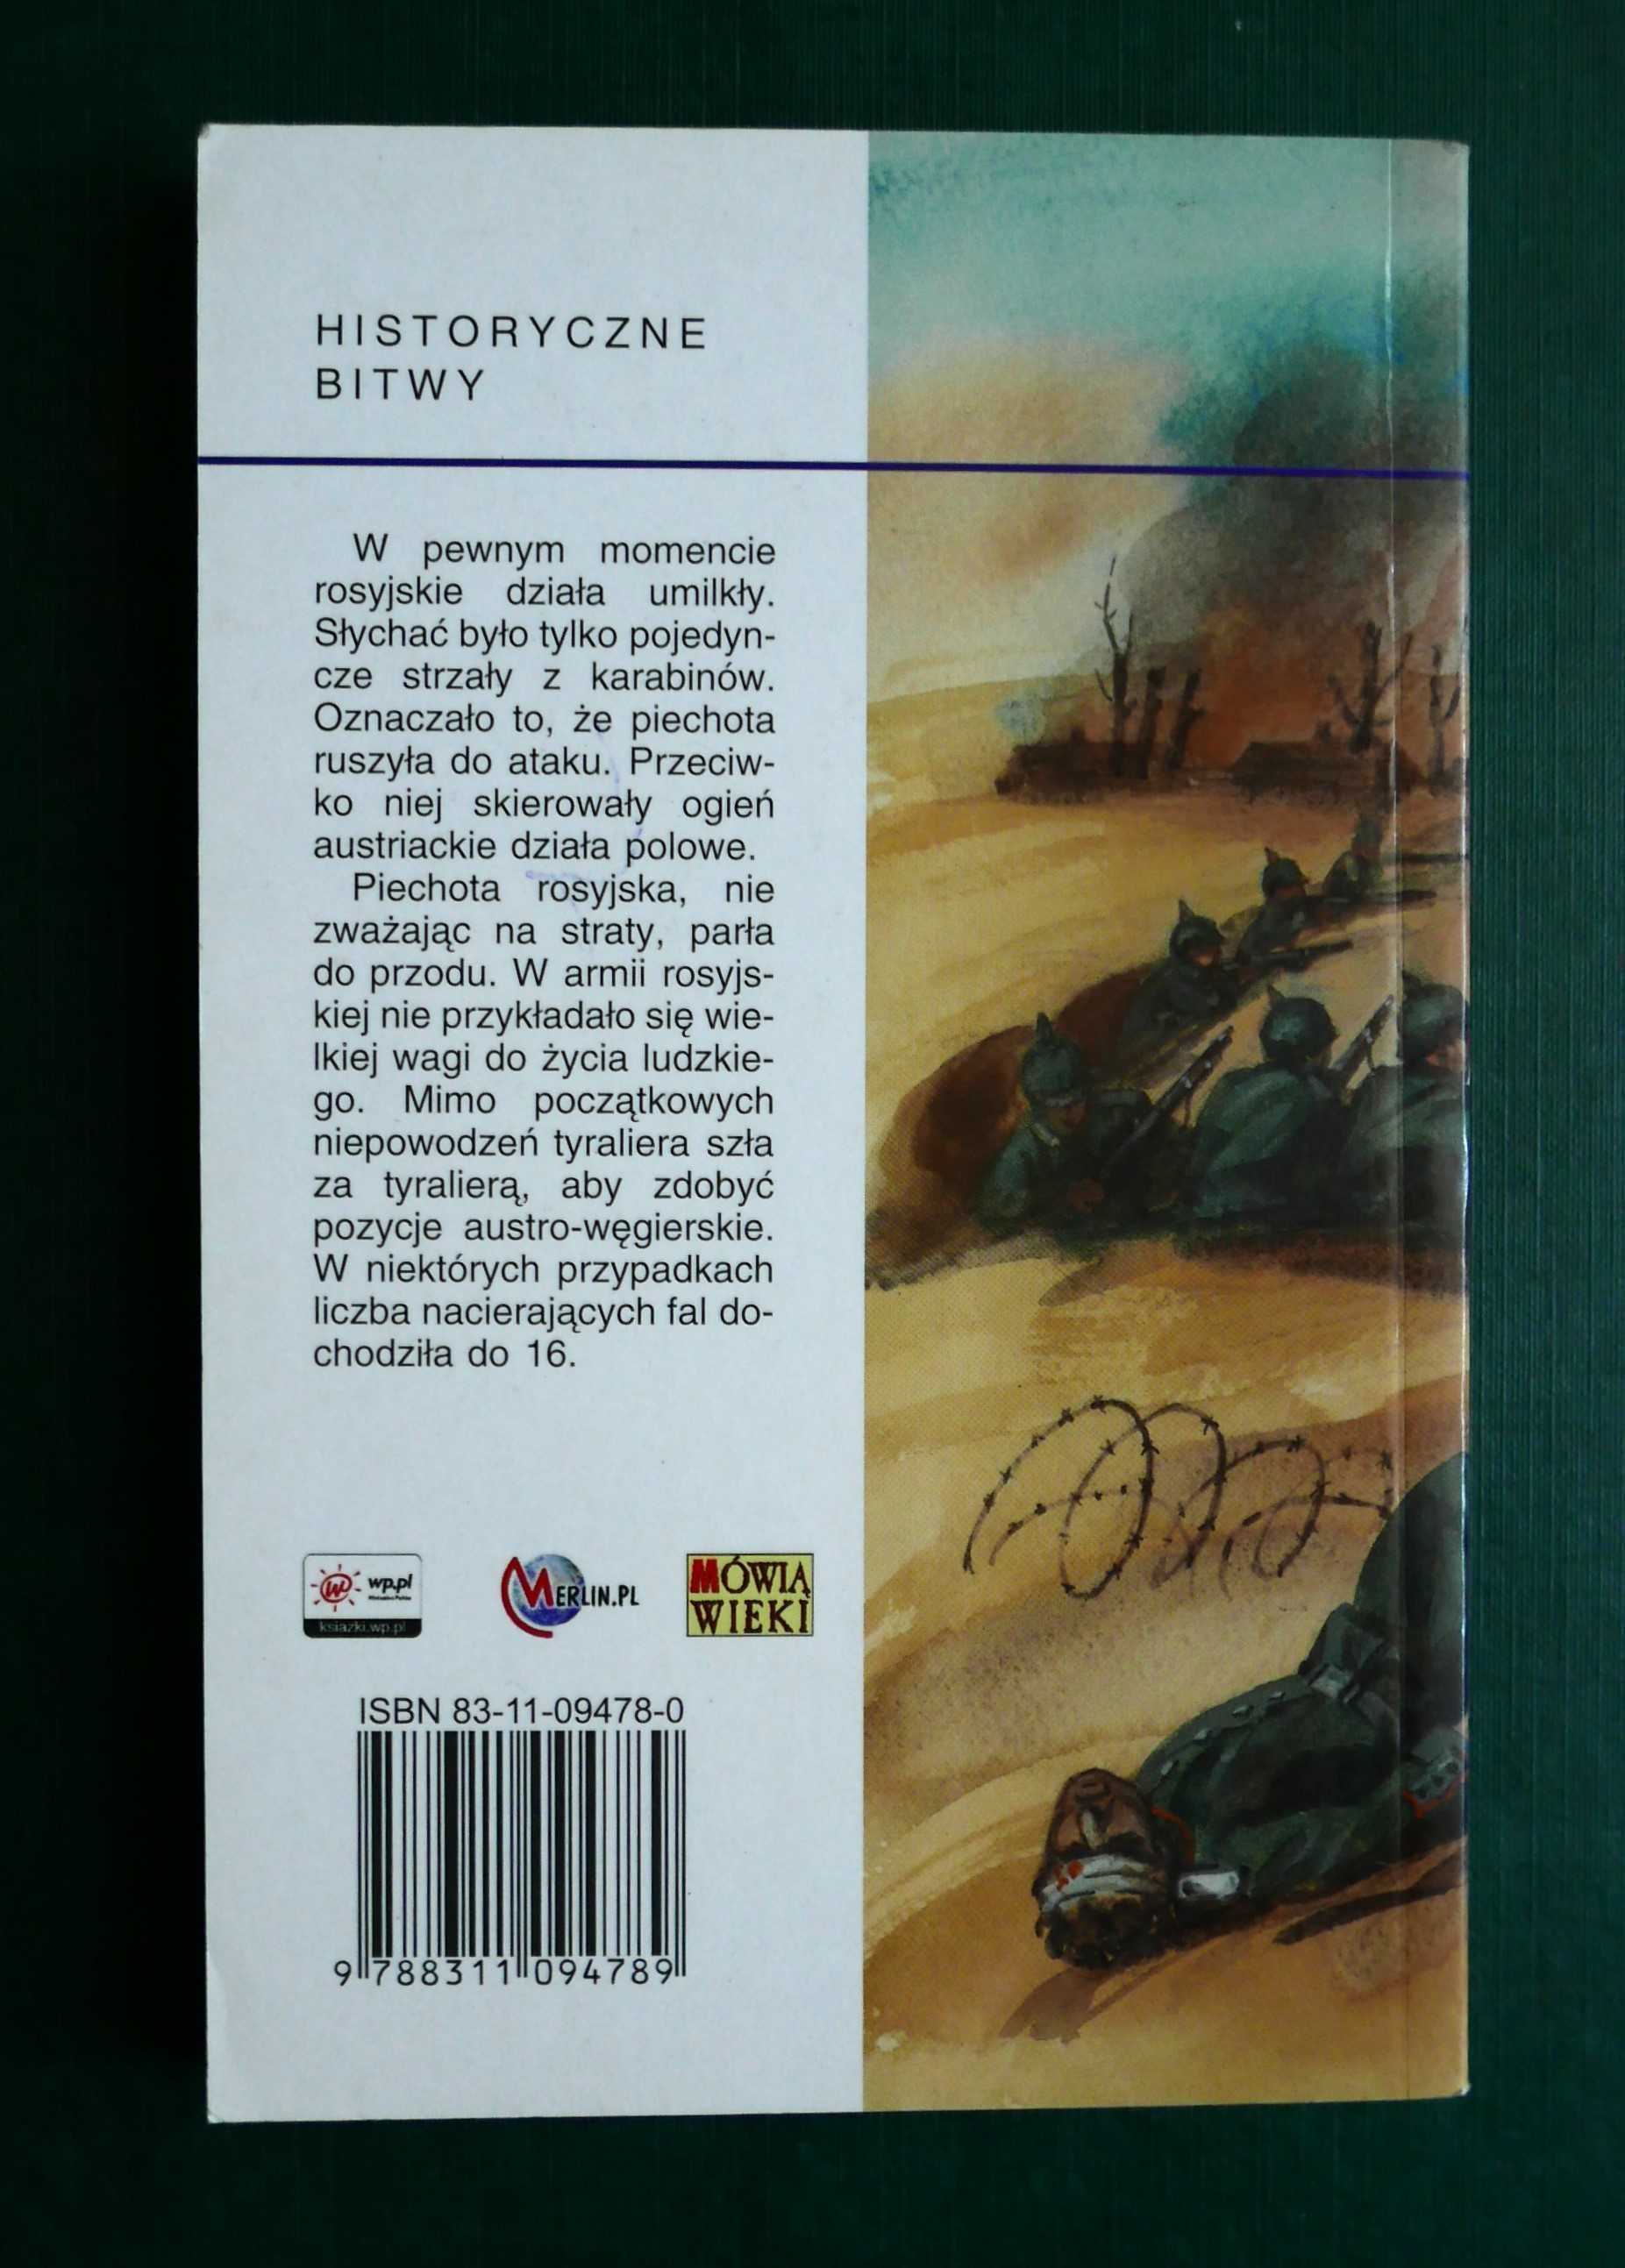 HISTORYCZNE
BITWY
W pewnym momencie
rosyjskie działa umilkły.
Słychać było tylko pojedyn-
cze strzały z karabinów.
Oznaczało to, że piechota
ruszyła do ataku. Przeciw-
ko niej skierowały ogień
austriackie działa polowe.
Piechota rosyjska, nie
zważając na straty, parła
do przodu. W armii rosyjs-
kiej nie przykładało się wie-
lkiej wagi do życia ludzkie-
go. Mimo początkowych
niepowodzeń tyraliera szła
za tyralierą, aby zdobyć
pozycje austro-węgierskie.
W niektórych przypadkach
liczba nacierających fal do-
chodziła do 16.
wp.pl
ksiazki.wp.pl
MERLIN.PL
MÓWIĄ
WIEKI
ISBN 83-11-09478-0
9 788311 094789